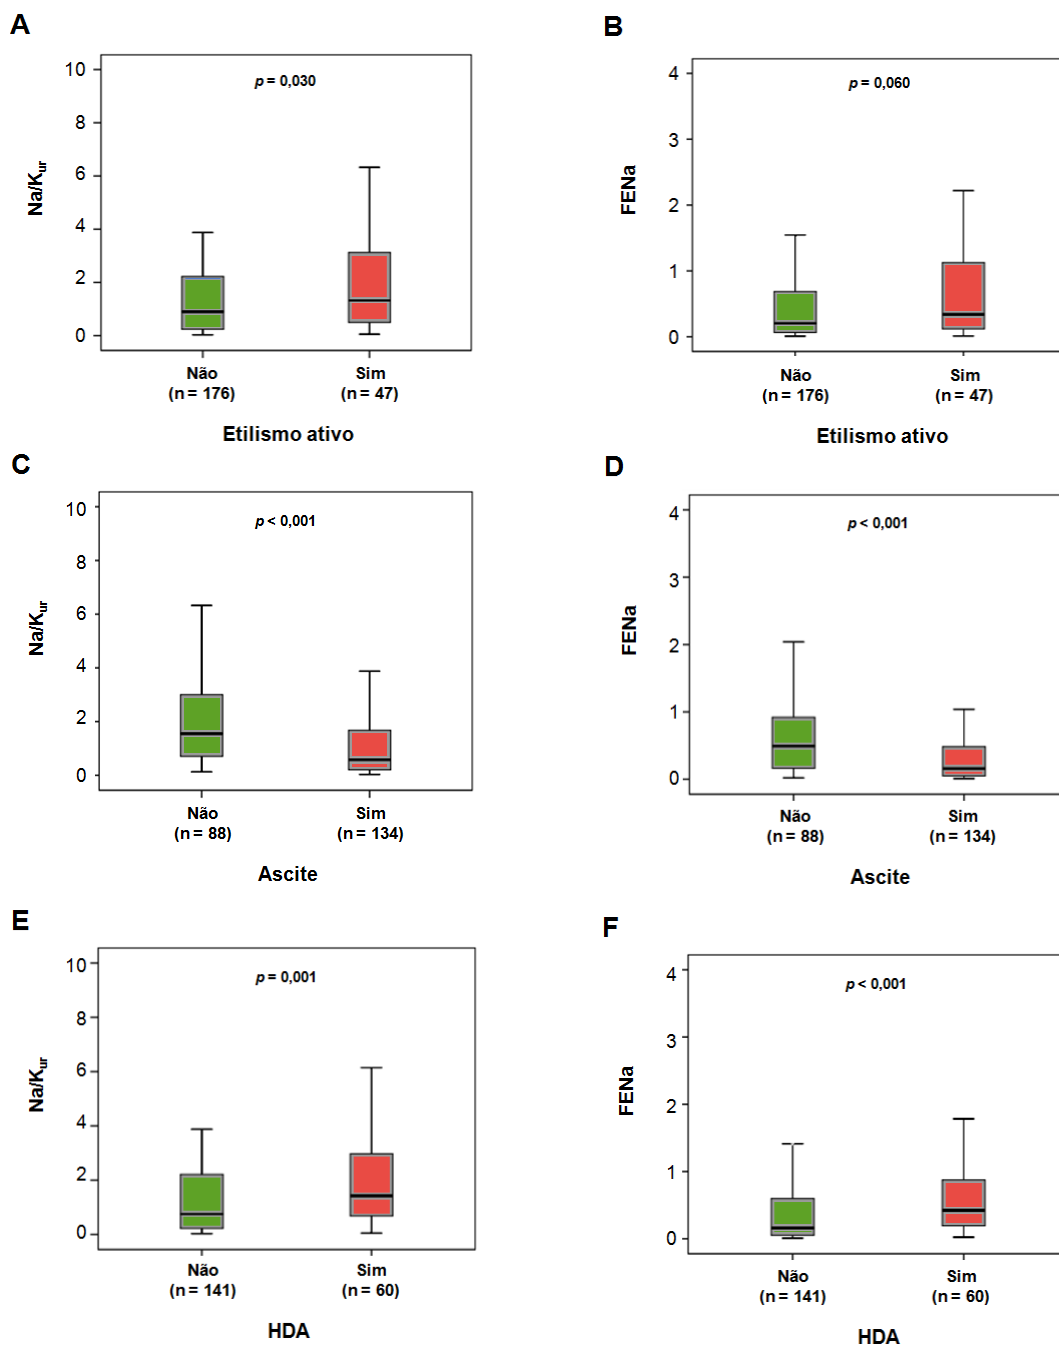 A
10
8
6
4
2
0
Na/Kur
p = 0,030
Não
(n = 176)
Sim
(n = 47)
Etilismo ativo
B
4
3
2
1
0
FENa
p = 0,060
Não
(n = 176)
Sim
(n = 47)
Etilismo ativo
C
10
8
6
4
2
0
Na/Kur
p < 0,001
Não
(n = 88)
Sim
(n = 134)
Ascite
D
4
3
2
1
0
FENa
p < 0,001
Não
(n = 88)
Sim
(n = 134)
Ascite
E
10
8
6
4
2
0
Na/Kur
p = 0,001
Não
(n = 141)
Sim
(n = 60)
HDA
F
4
3
2
1
0
FENa
p < 0,001
Não
(n = 141)
Sim
(n = 60)
HDA